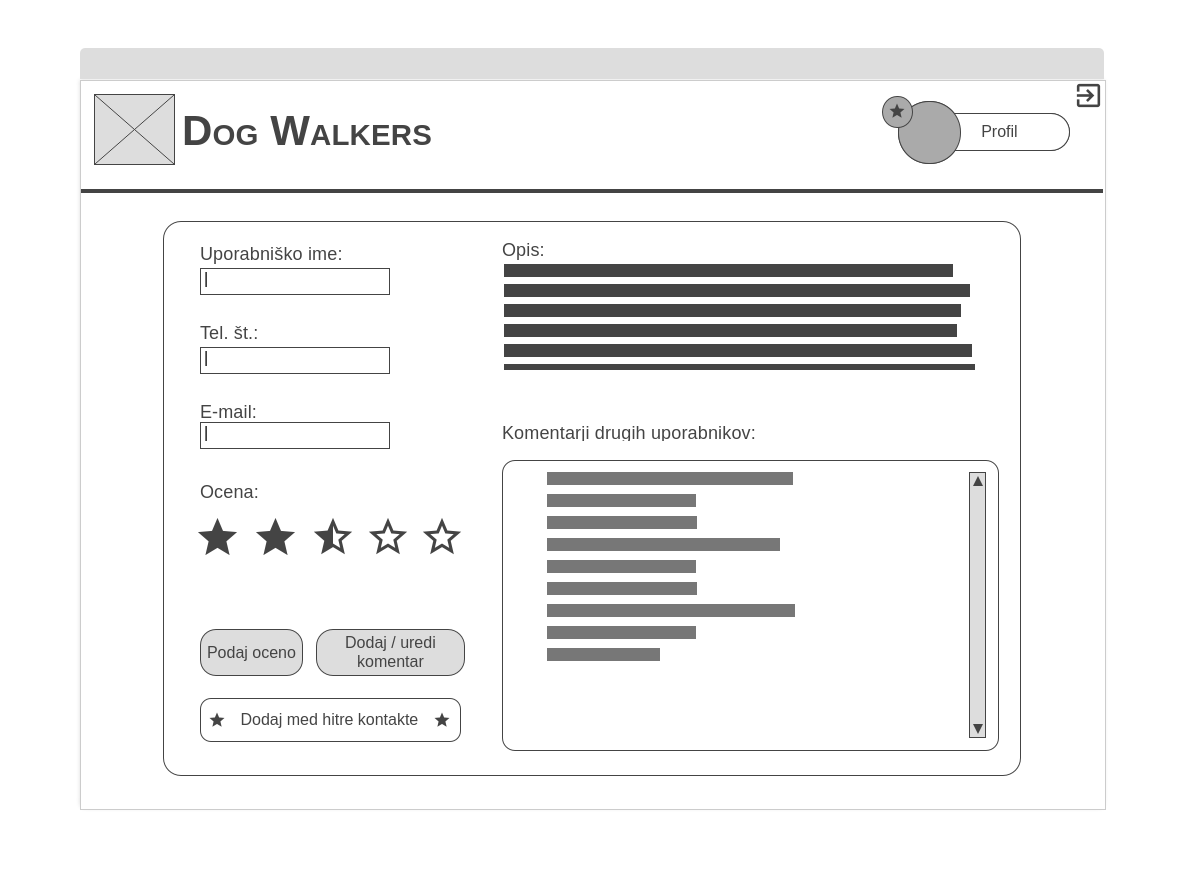 Dog Walkers
Profil
Uporabniško ime:
Tel. št.:
E-mail:
Ocena:
Podaj oceno
Dodaj / uredi
komentar
Dodaj med hitre kontakte
Opis:
Komentarji drugih uporabnikov: